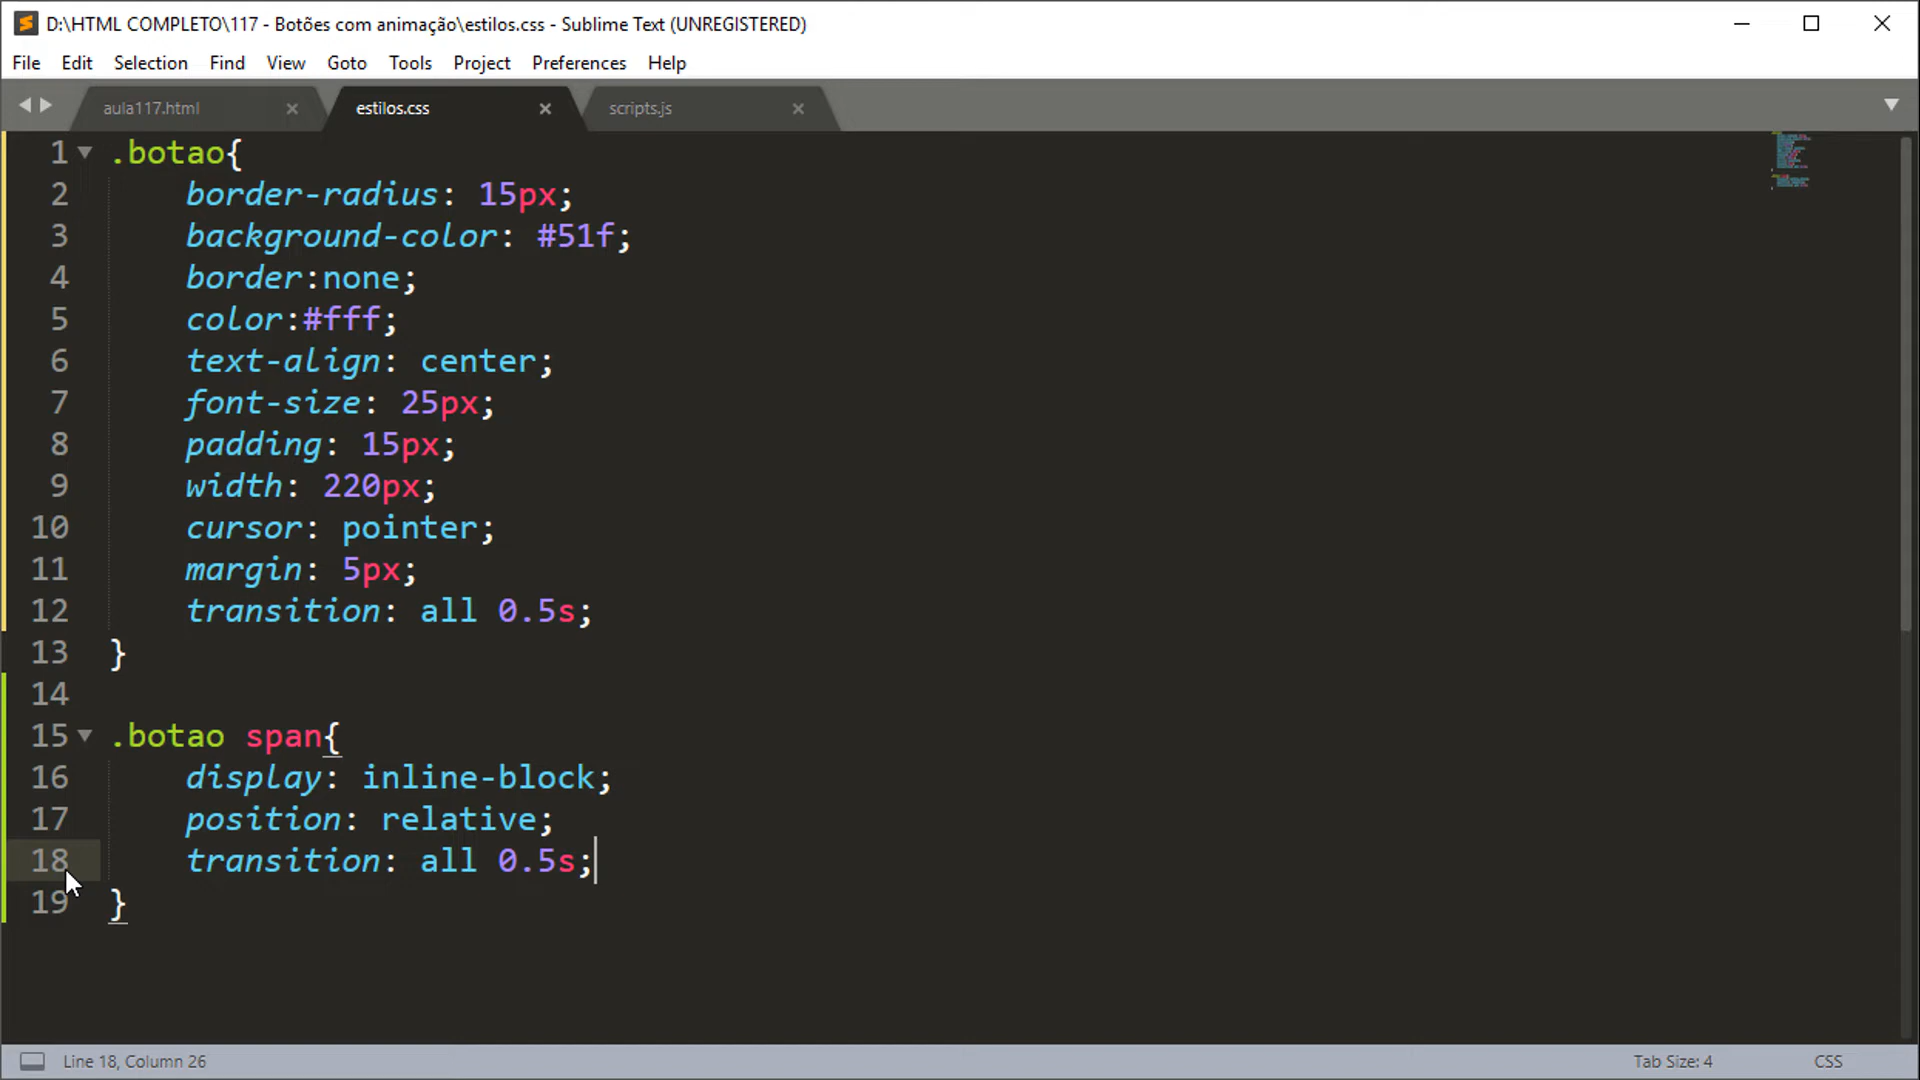 D:\HTML COMPLETO\117 - Botões com animação\estilos.css - Sublime Text (UNREGISTERED)
File Edit Selection Find View Goto Tools Project Preferences Help
aula117.html × estilos.css × scripts.js ×
1 .botao{
2 border-radius: 15px;
3 background-color: #51f;
4 border:none;
5 color:#fff;
6 text-align: center;
7 font-size: 25px;
8 padding: 15px;
9 width: 220px;
10 cursor: pointer;
11 margin: 5px;
12 transition: all 0.5s;
13 }
14
15 .botao span{
16 display: inline-block;
17 position: relative;
18 transition: all 0.5s;
19 }
Line 18, Column 26 Tab Size: 4 CSS